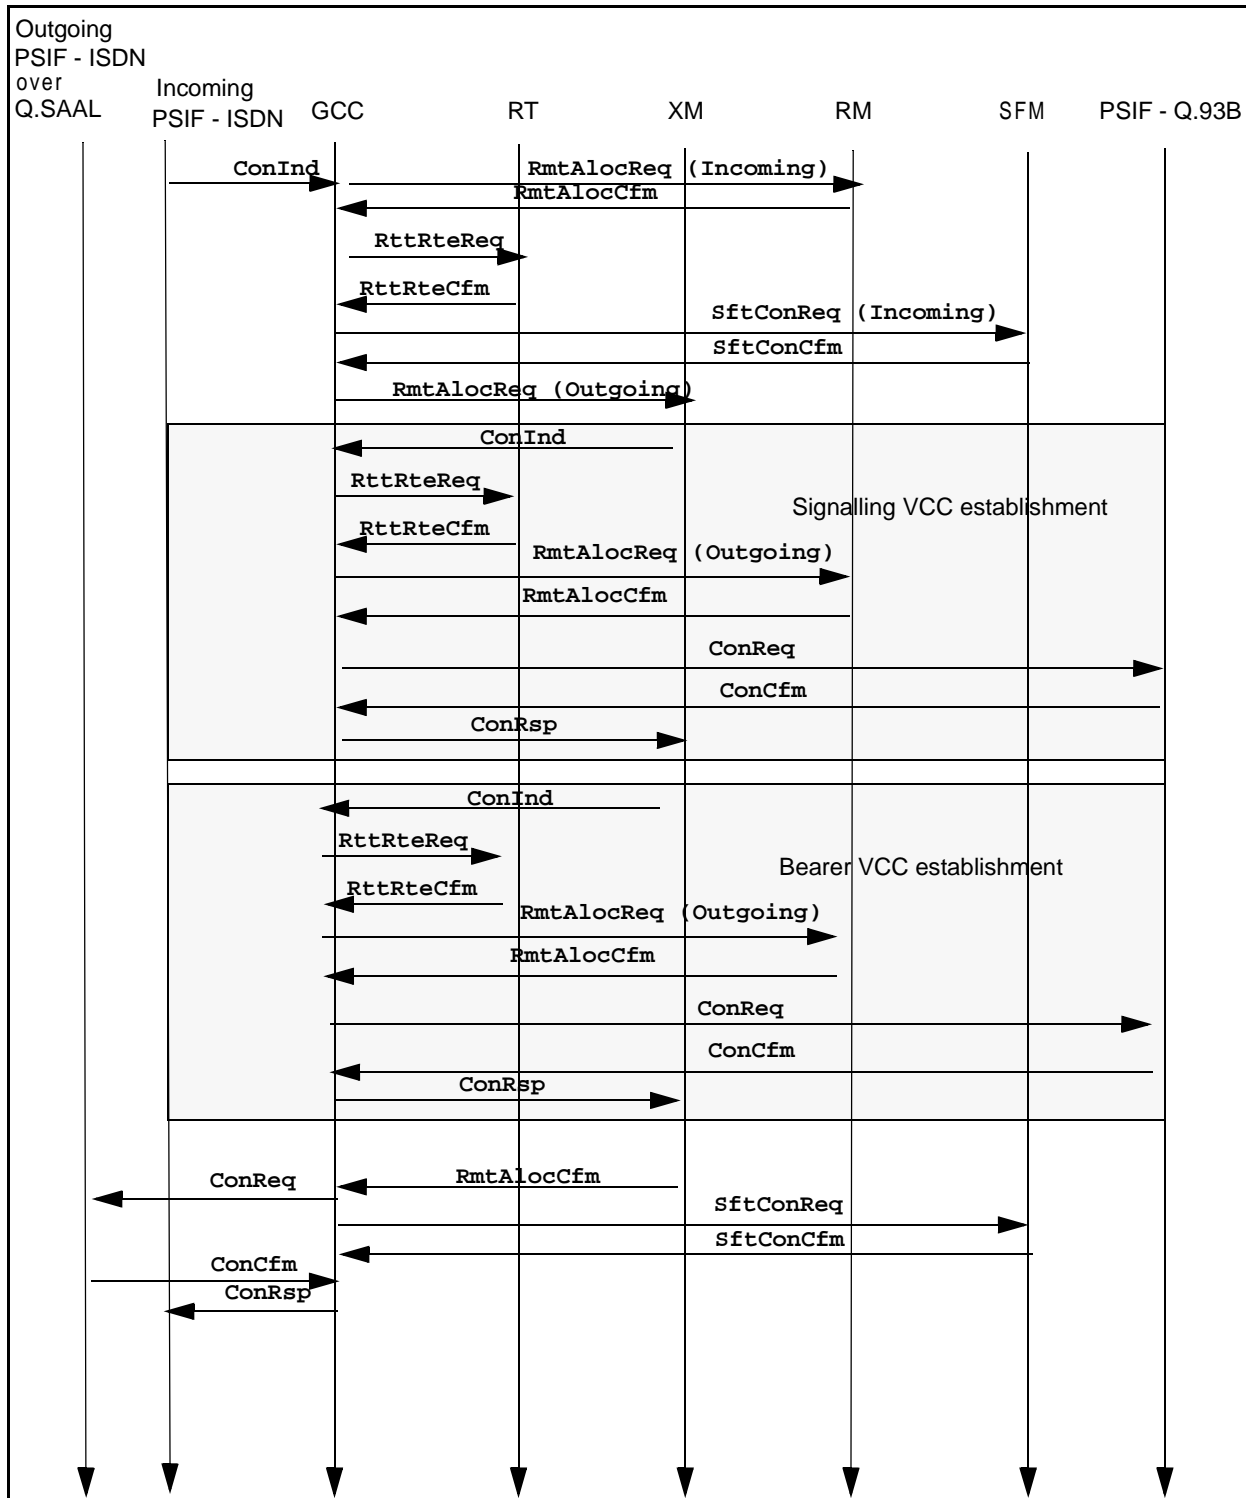 Outgoing
PSIF - ISDN
over
Q.SAAL
Incoming
PSIF - ISDN
GCC
RT
XM
RM
SFM
PSIF - Q.93B
ConInd
RmtAlocReq (Incoming)
RmtAlocCfm
RttRteReq
RttRteCfm
SftConReq (Incoming)
SftConCfm
RmtAlocReq (Outgoing)
ConInd
RttRteReq
Signalling VCC establishment
RttRteCfm
RmtAlocReq (Outgoing)
RmtAlocCfm
ConReq
ConCfm
ConRsp
ConInd
RttRteReq
Bearer VCC establishment
RttRteCfm
RmtAlocReq (Outgoing)
RmtAlocCfm
ConReq
ConCfm
ConRsp
RmtAlocCfm
ConReq
SftConReq
SftConCfm
ConCfm
ConRsp